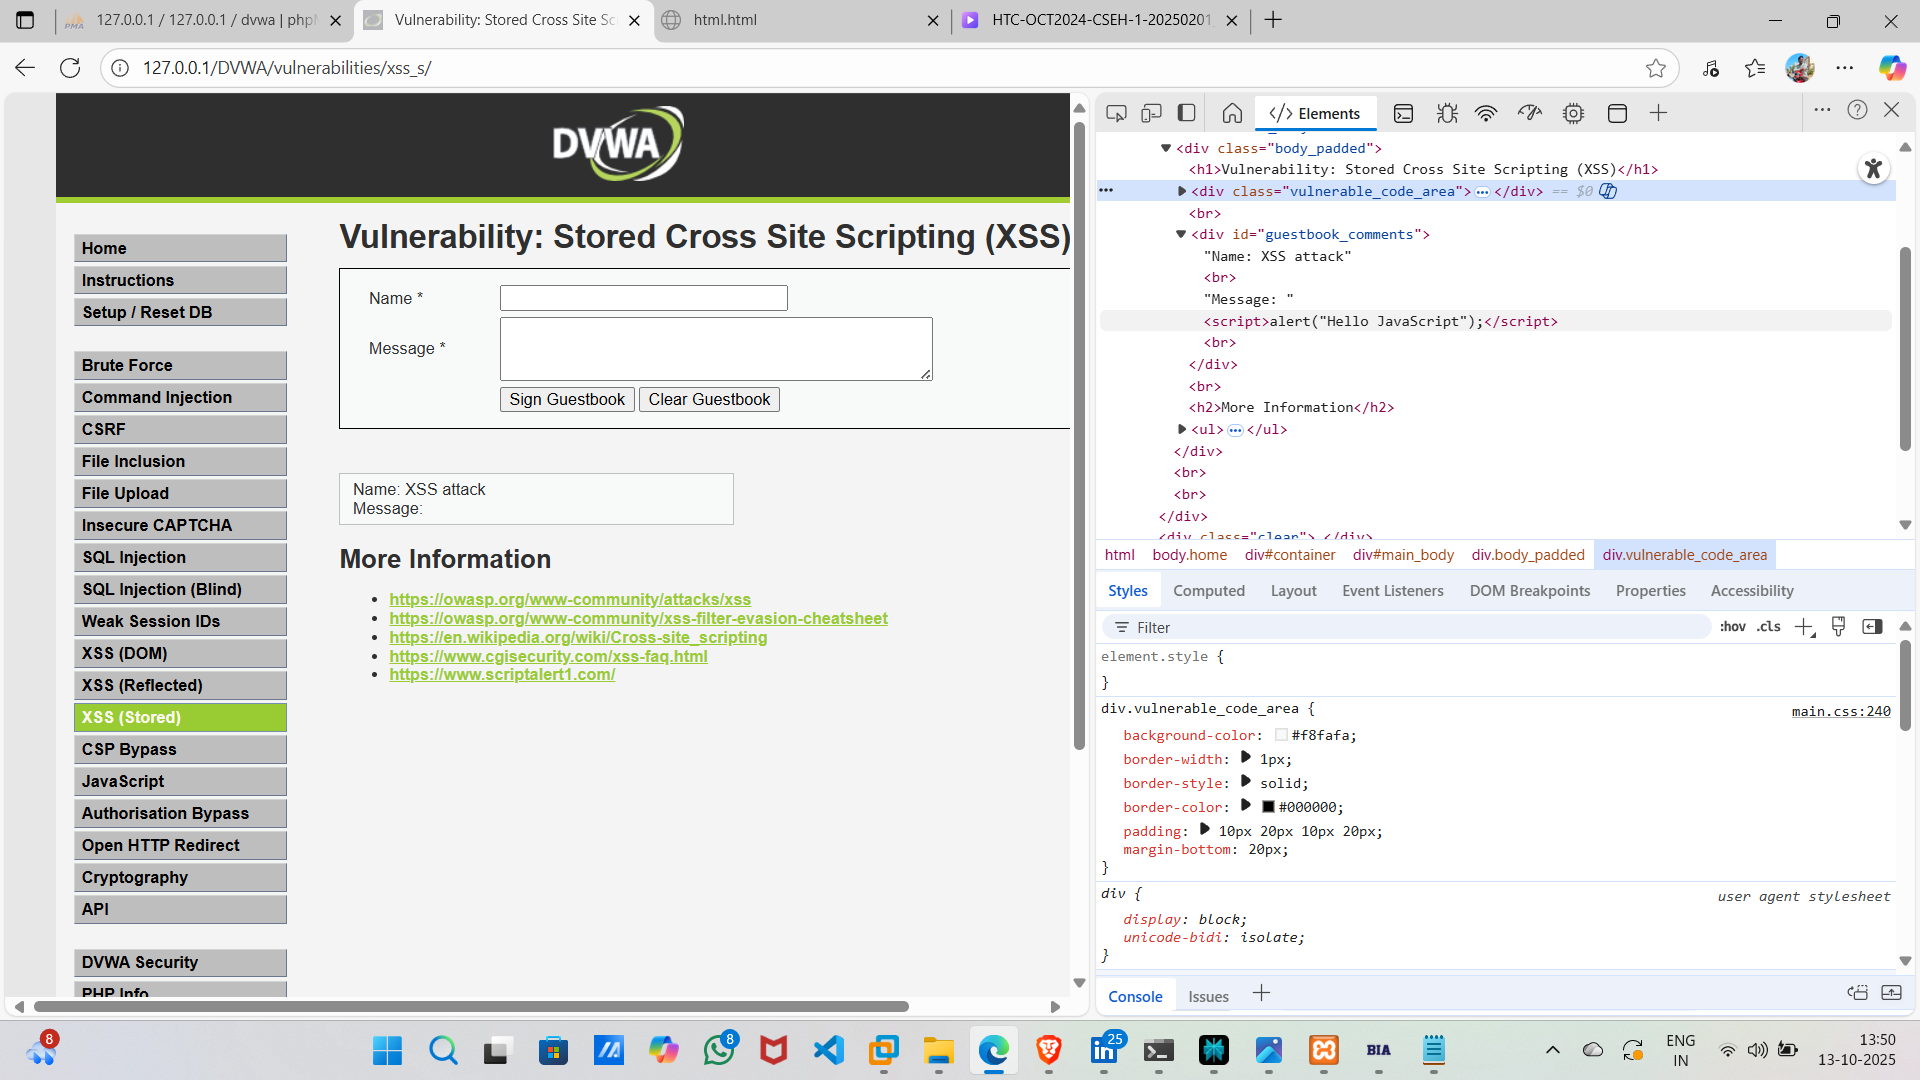 127.0.0.1 / 127.0.0.1 / dvwa | php
Vulnerability: Stored Cross Site
html.html
HTC-OCT2024-CSEH-1-20250201
127.0.0.1/DVWA/vulnerabilities/xss_s/
DVWA
Home
Instructions
Setup / Reset DB
Brute Force
Command Injection
CSRF
File Inclusion
File Upload
Insecure CAPTCHA
SQL Injection
SQL Injection (Blind)
Weak Session IDs
XSS (DOM)
XSS (Reflected)
XSS (Stored)
CSP Bypass
JavaScript
Authorisation Bypass
Open HTTP Redirect
Cryptography
API
DVWA Security
PHP Info
Vulnerability: Stored Cross Site Scripting (XSS)
Name *
Message *
Sign Guestbook Clear Guestbook
Name: XSS attack
Message:
More Information
https://owasp.org/www-community/attacks/xss
https://owasp.org/www-community/xss-filter-evasion-cheatsheet
https://en.wikipedia.org/wiki/Cross-site_scripting
https://www.cgisecurity.com/xss-faq.html
https://www.scriptalert1.com/
Elements
<div class="body_padded">
<h1>Vulnerability: Stored Cross Site Scripting (XSS)</h1>
<div class="vulnerable_code_area"> </div> == $0
<br>
<div id="guestbook_comments">
"Name: XSS attack"
<br>
"Message: "
<script>alert("Hello JavaScript");</script>
<br>
</div>
<br>
<h2>More Information</h2>
<ul> </ul>
</div>
<br>
<br>
</div>
<div class="clear"> </div>
html body.home div#container div#main_body div.body_padded div.vulnerable_code_area
Styles Computed Layout Event Listeners DOM Breakpoints Properties Accessibility
Filter :hov .cls
element.style {
}
div.vulnerable_code_area { main.css:240
background-color: #f8fafa;
border-width: 1px;
border-style: solid;
border-color: #000000;
padding: 10px 20px 10px 20px;
margin-bottom: 20px;
}
div { user agent stylesheet
display: block;
unicode-bidi: isolate;
}
Console Issues
8
8
25
BIA
ENG
IN
13:50
13-10-2025